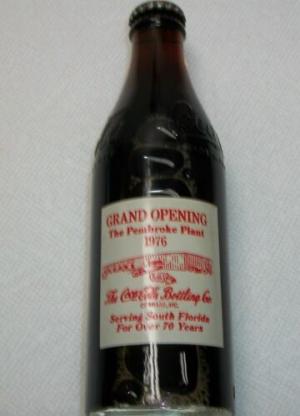 GRAND OPENING
The Pembroke Plant
1976
The Coca-Cola Bottling Co.
Serving South Florida
For Over 70 Years